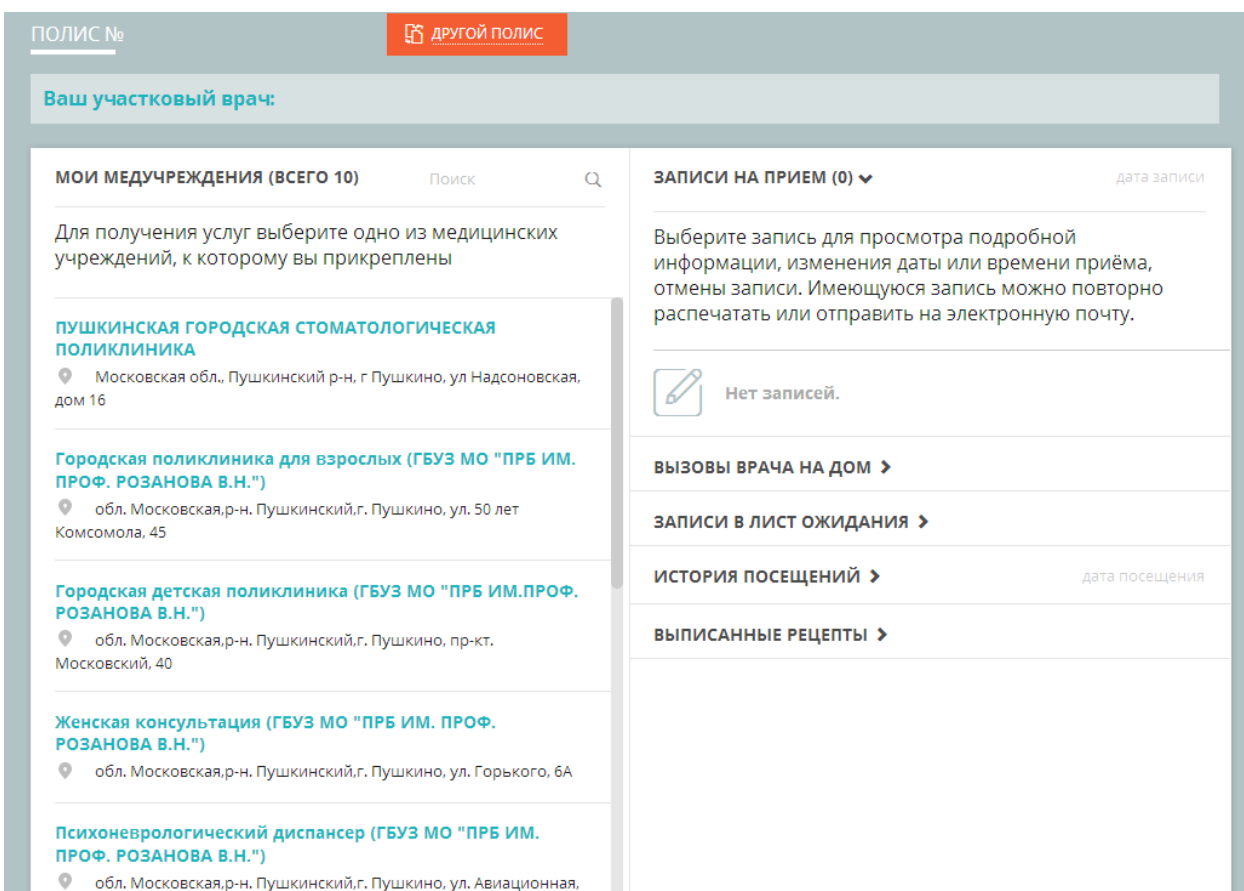 ПОЛИС №
ДРУГОЙ ПОЛИС
Ваш участковый врач:
МОИ МЕДУЧРЕЖДЕНИЯ (ВСЕГО 10)
Поиск
Для получения услуг выберите одно из медицинских
учреждений, к которому вы прикреплены
ПУШКИНСКАЯ ГОРОДСКАЯ СТОМАТОЛОГИЧЕСКАЯ
ПОЛИКЛИНИКА
Московская обл., Пушкинский р-н, г Пушкино, ул Надсоновская,
дом 16
Городская поликлиника для взрослых (ГБУЗ МО "ПРБ ИМ.
ПРОФ. РОЗАНОВА В.Н.")
обл. Московская,р-н. Пушкинский,г. Пушкино, ул. 50 лет
Комсомола, 45
Городская детская поликлиника (ГБУЗ МО "ПРБ ИМ.ПРОФ.
РОЗАНОВА В.Н.")
обл. Московская,р-н. Пушкинский,г. Пушкино, пр-кт.
Московский, 40
Женская консультация (ГБУЗ МО "ПРБ ИМ. ПРОФ.
РОЗАНОВА В.Н.")
обл. Московская,р-н. Пушкинский,г. Пушкино, ул. Горького, 6А
Психоневрологический диспансер (ГБУЗ МО "ПРБ ИМ.
ПРОФ. РОЗАНОВА В.Н.")
обл. Московская,р-н. Пушкинский,г. Пушкино, ул. Авиационная,
ЗАПИСИ НА ПРИЕМ (0)
дата записи
Выберите запись для просмотра подробной
информации, изменения даты или времени приёма,
отмены записи. Имеющуюся запись можно повторно
распечатать или отправить на электронную почту.
Нет записей.
ВЫЗОВЫ ВРАЧА НА ДОМ
ЗАПИСИ В ЛИСТ ОЖИДАНИЯ
ИСТОРИЯ ПОСЕЩЕНИЙ
дата посещения
ВЫПИСАННЫЕ РЕЦЕПТЫ